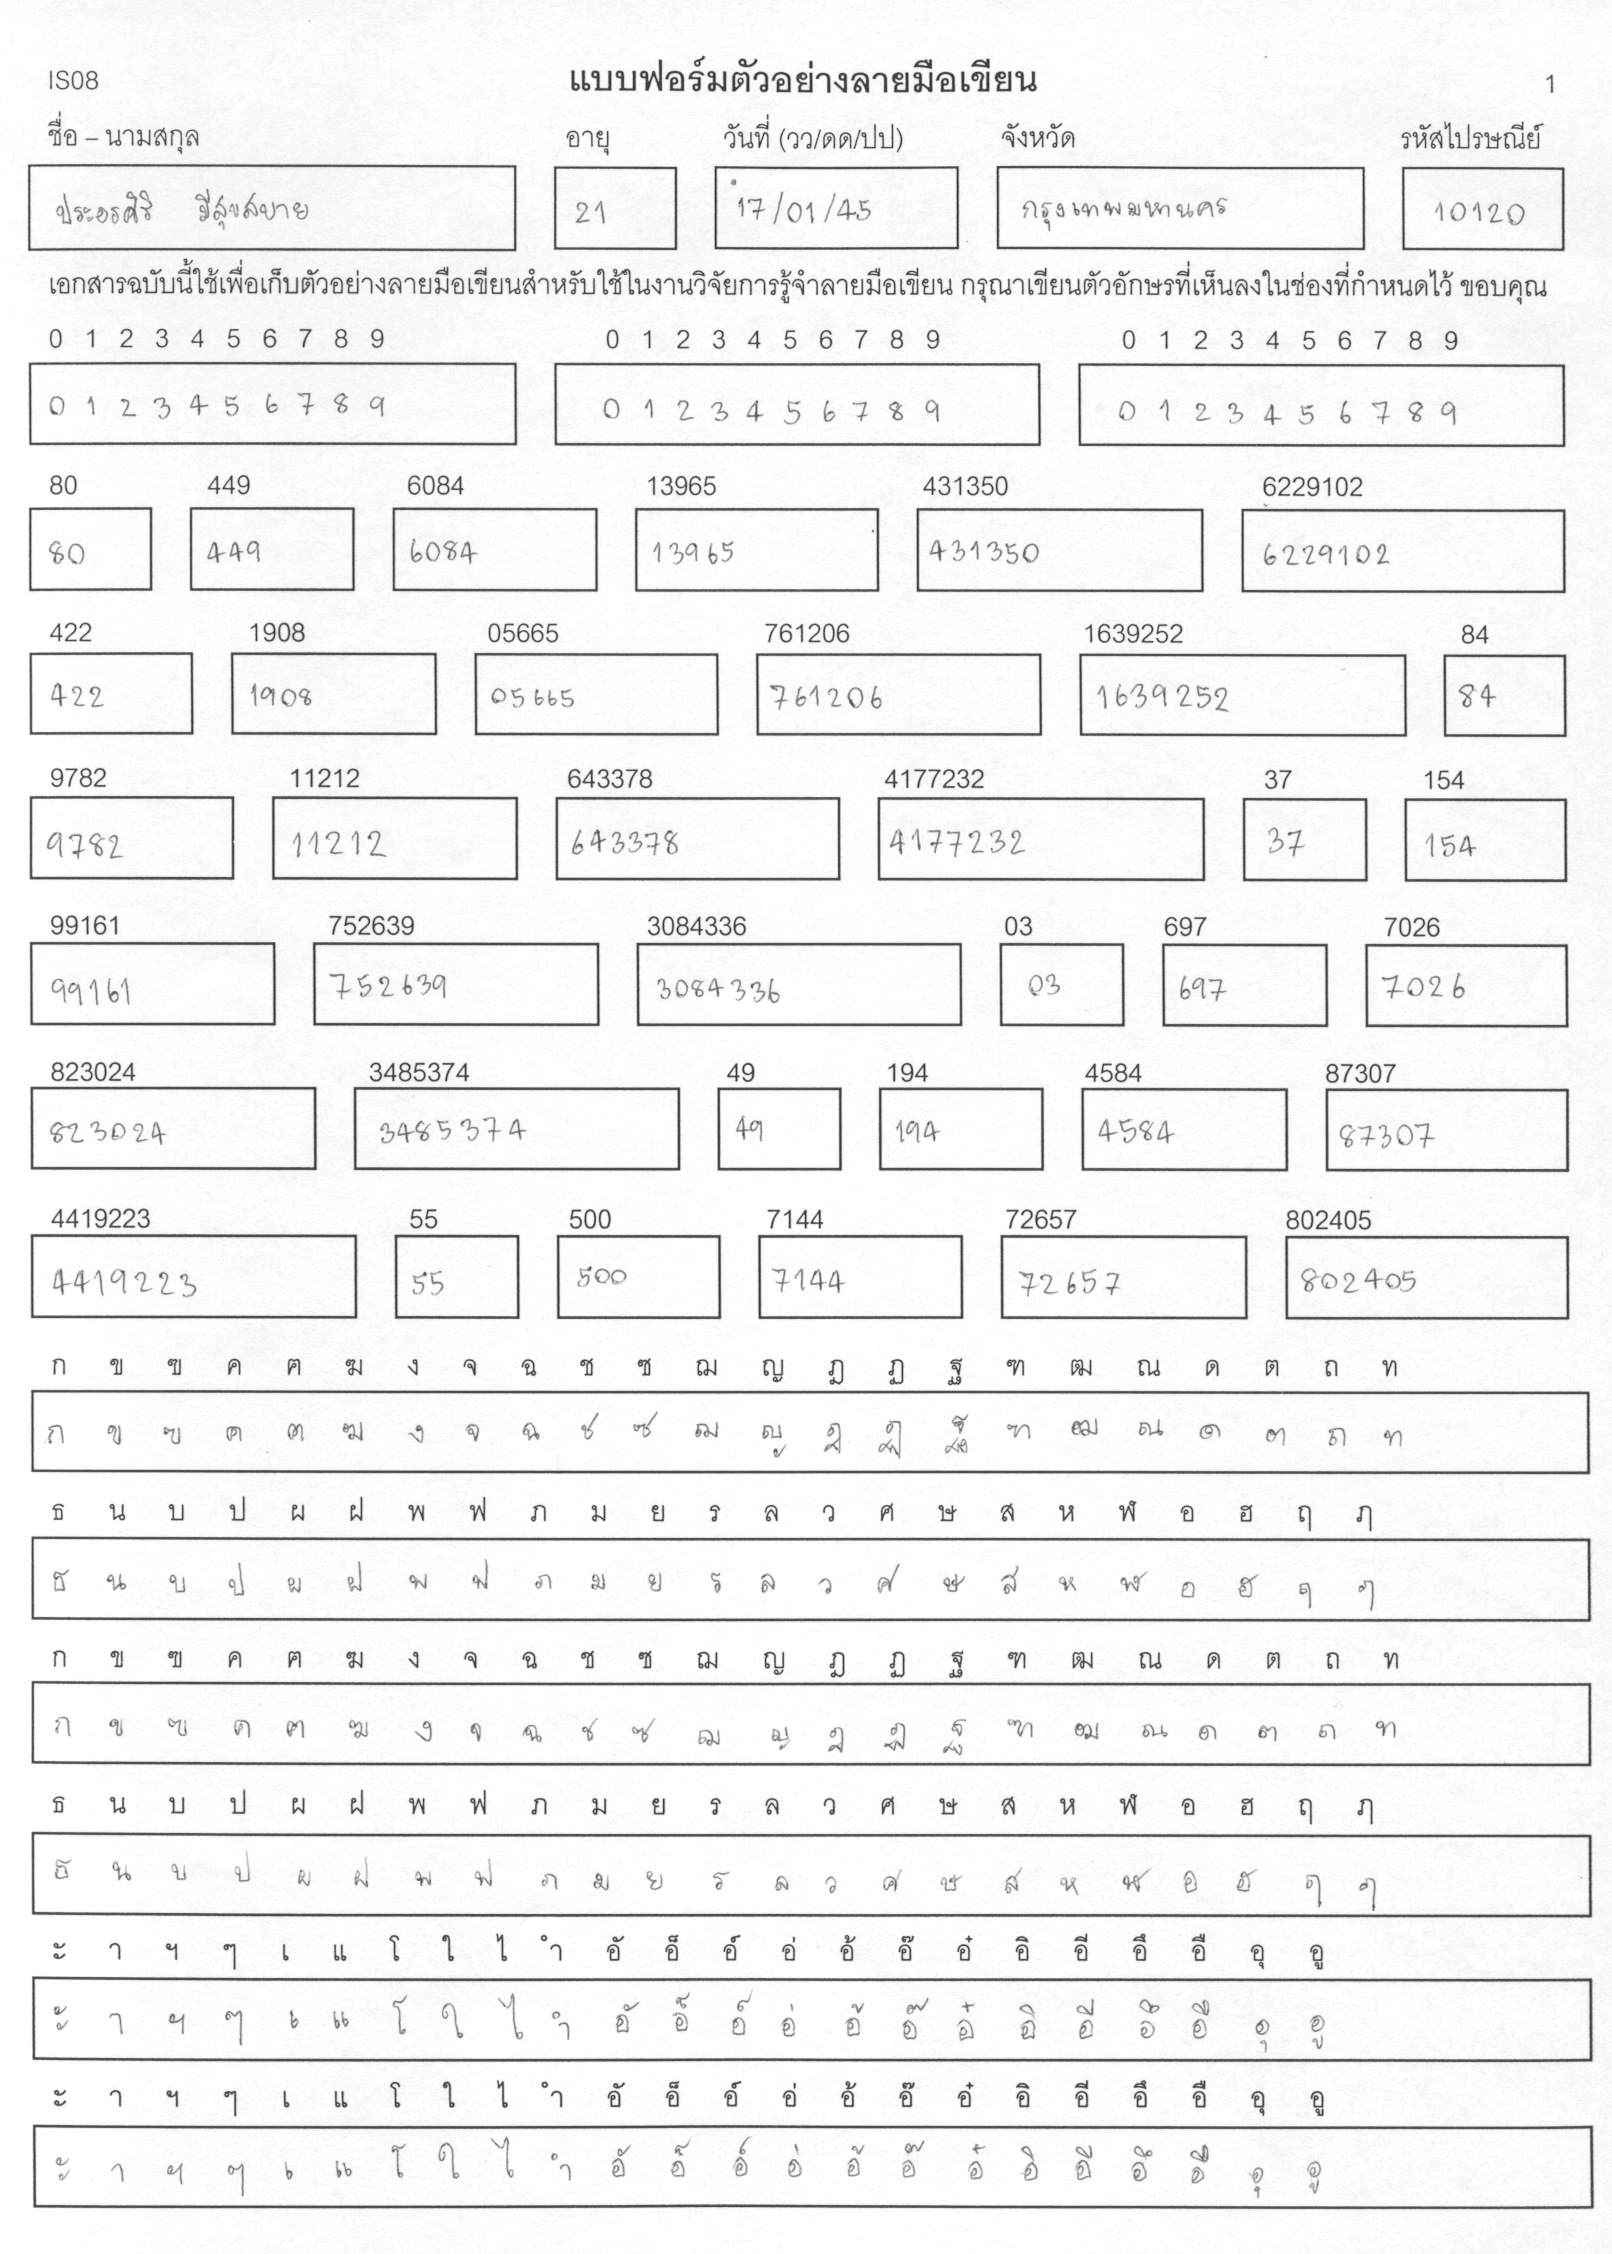 IS08 แบบฟอร์มตัวอย่างลายมือเขียน 1
ชื่อ – นามสกุล อายุ วันที่ (วว/ดด/ปป) จังหวัด รหัสไปรษณีย์
ประอรศิริ มีสุขสบาย 21 17/01/45 กรุงเทพมหานคร 10120
เอกสารฉบับนี้ใช้เพื่อเก็บตัวอย่างลายมือเขียนสำหรับใช้ในงานวิจัยการรู้จำลายมือเขียน กรุณาเขียนตัวอักษรที่เห็นลงในช่องที่กำหนดไว้ ขอบคุณ
0 1 2 3 4 5 6 7 8 9 0 1 2 3 4 5 6 7 8 9 0 1 2 3 4 5 6 7 8 9
0 1 2 3 4 5 6 7 8 9 0 1 2 3 4 5 6 7 8 9 0 1 2 3 4 5 6 7 8 9
80 449 6084 13965 431350 6229102
80 449 6084 13965 431350 6229102
422 1908 05665 761206 1639252 84
422 1908 05665 761206 1639252 84
9782 11212 643378 4177232 37 154
9782 11212 643378 4177232 37 154
99161 752639 3084336 03 697 7026
99161 752639 3084336 03 697 7026
823024 3485374 49 194 4584 87307
823024 3485374 49 194 4584 87307
4419223 55 500 7144 72657 802405
4419223 55 500 7144 72657 802405
ก ข ฃ ค ฅ ฆ ง จ ฉ ช ซ ฌ ญ ฎ ฏ ฐ ฑ ฒ ณ ด ต ถ ท
ก ข ฃ ค ฅ ฆ ง จ ฉ ช ซ ฌ ญ ฎ ฏ ฐ ฑ ฒ ณ ด ต ถ ท
ธ น บ ป ผ ฝ พ ฟ ภ ม ย ร ล ว ศ ษ ส ห ฬ อ ฮ ฤ ฦ
ธ น บ ป ผ ฝ พ ฟ ภ ม ย ร ล ว ศ ษ ส ห ฬ อ ฮ ฤ ฦ
ก ข ฃ ค ฅ ฆ ง จ ฉ ช ซ ฌ ญ ฎ ฏ ฐ ฑ ฒ ณ ด ต ถ ท
ก ข ฃ ค ฅ ฆ ง จ ฉ ช ซ ฌ ญ ฎ ฏ ฐ ฑ ฒ ณ ด ต ถ ท
ธ น บ ป ผ ฝ พ ฟ ภ ม ย ร ล ว ศ ษ ส ห ฬ อ ฮ ฤ ฦ
ธ น บ ป ผ ฝ พ ฟ ภ ม ย ร ล ว ศ ษ ส ห ฬ อ ฮ ฤ ฦ
ะ า ฯ ๆ เ แ โ ใ ไ ำ อั อ็ อ์ อ่ อ้ อ๊ อ๋ อิ อี อึ อื อุ อู
ะ า ฯ ๆ เ แ โ ใ ไ ำ อั อ็ อ์ อ่ อ้ อ๊ อ๋ อิ อี อึ อื อุ อู
ะ า ฯ ๆ เ แ โ ใ ไ ำ อั อ็ อ์ อ่ อ้ อ๊ อ๋ อิ อี อึ อื อุ อู
ะ า ฯ ๆ เ แ โ ใ ไ ำ อั อ็ อ์ อ่ อ้ อ๊ อ๋ อิ อี อึ อื อุ อู